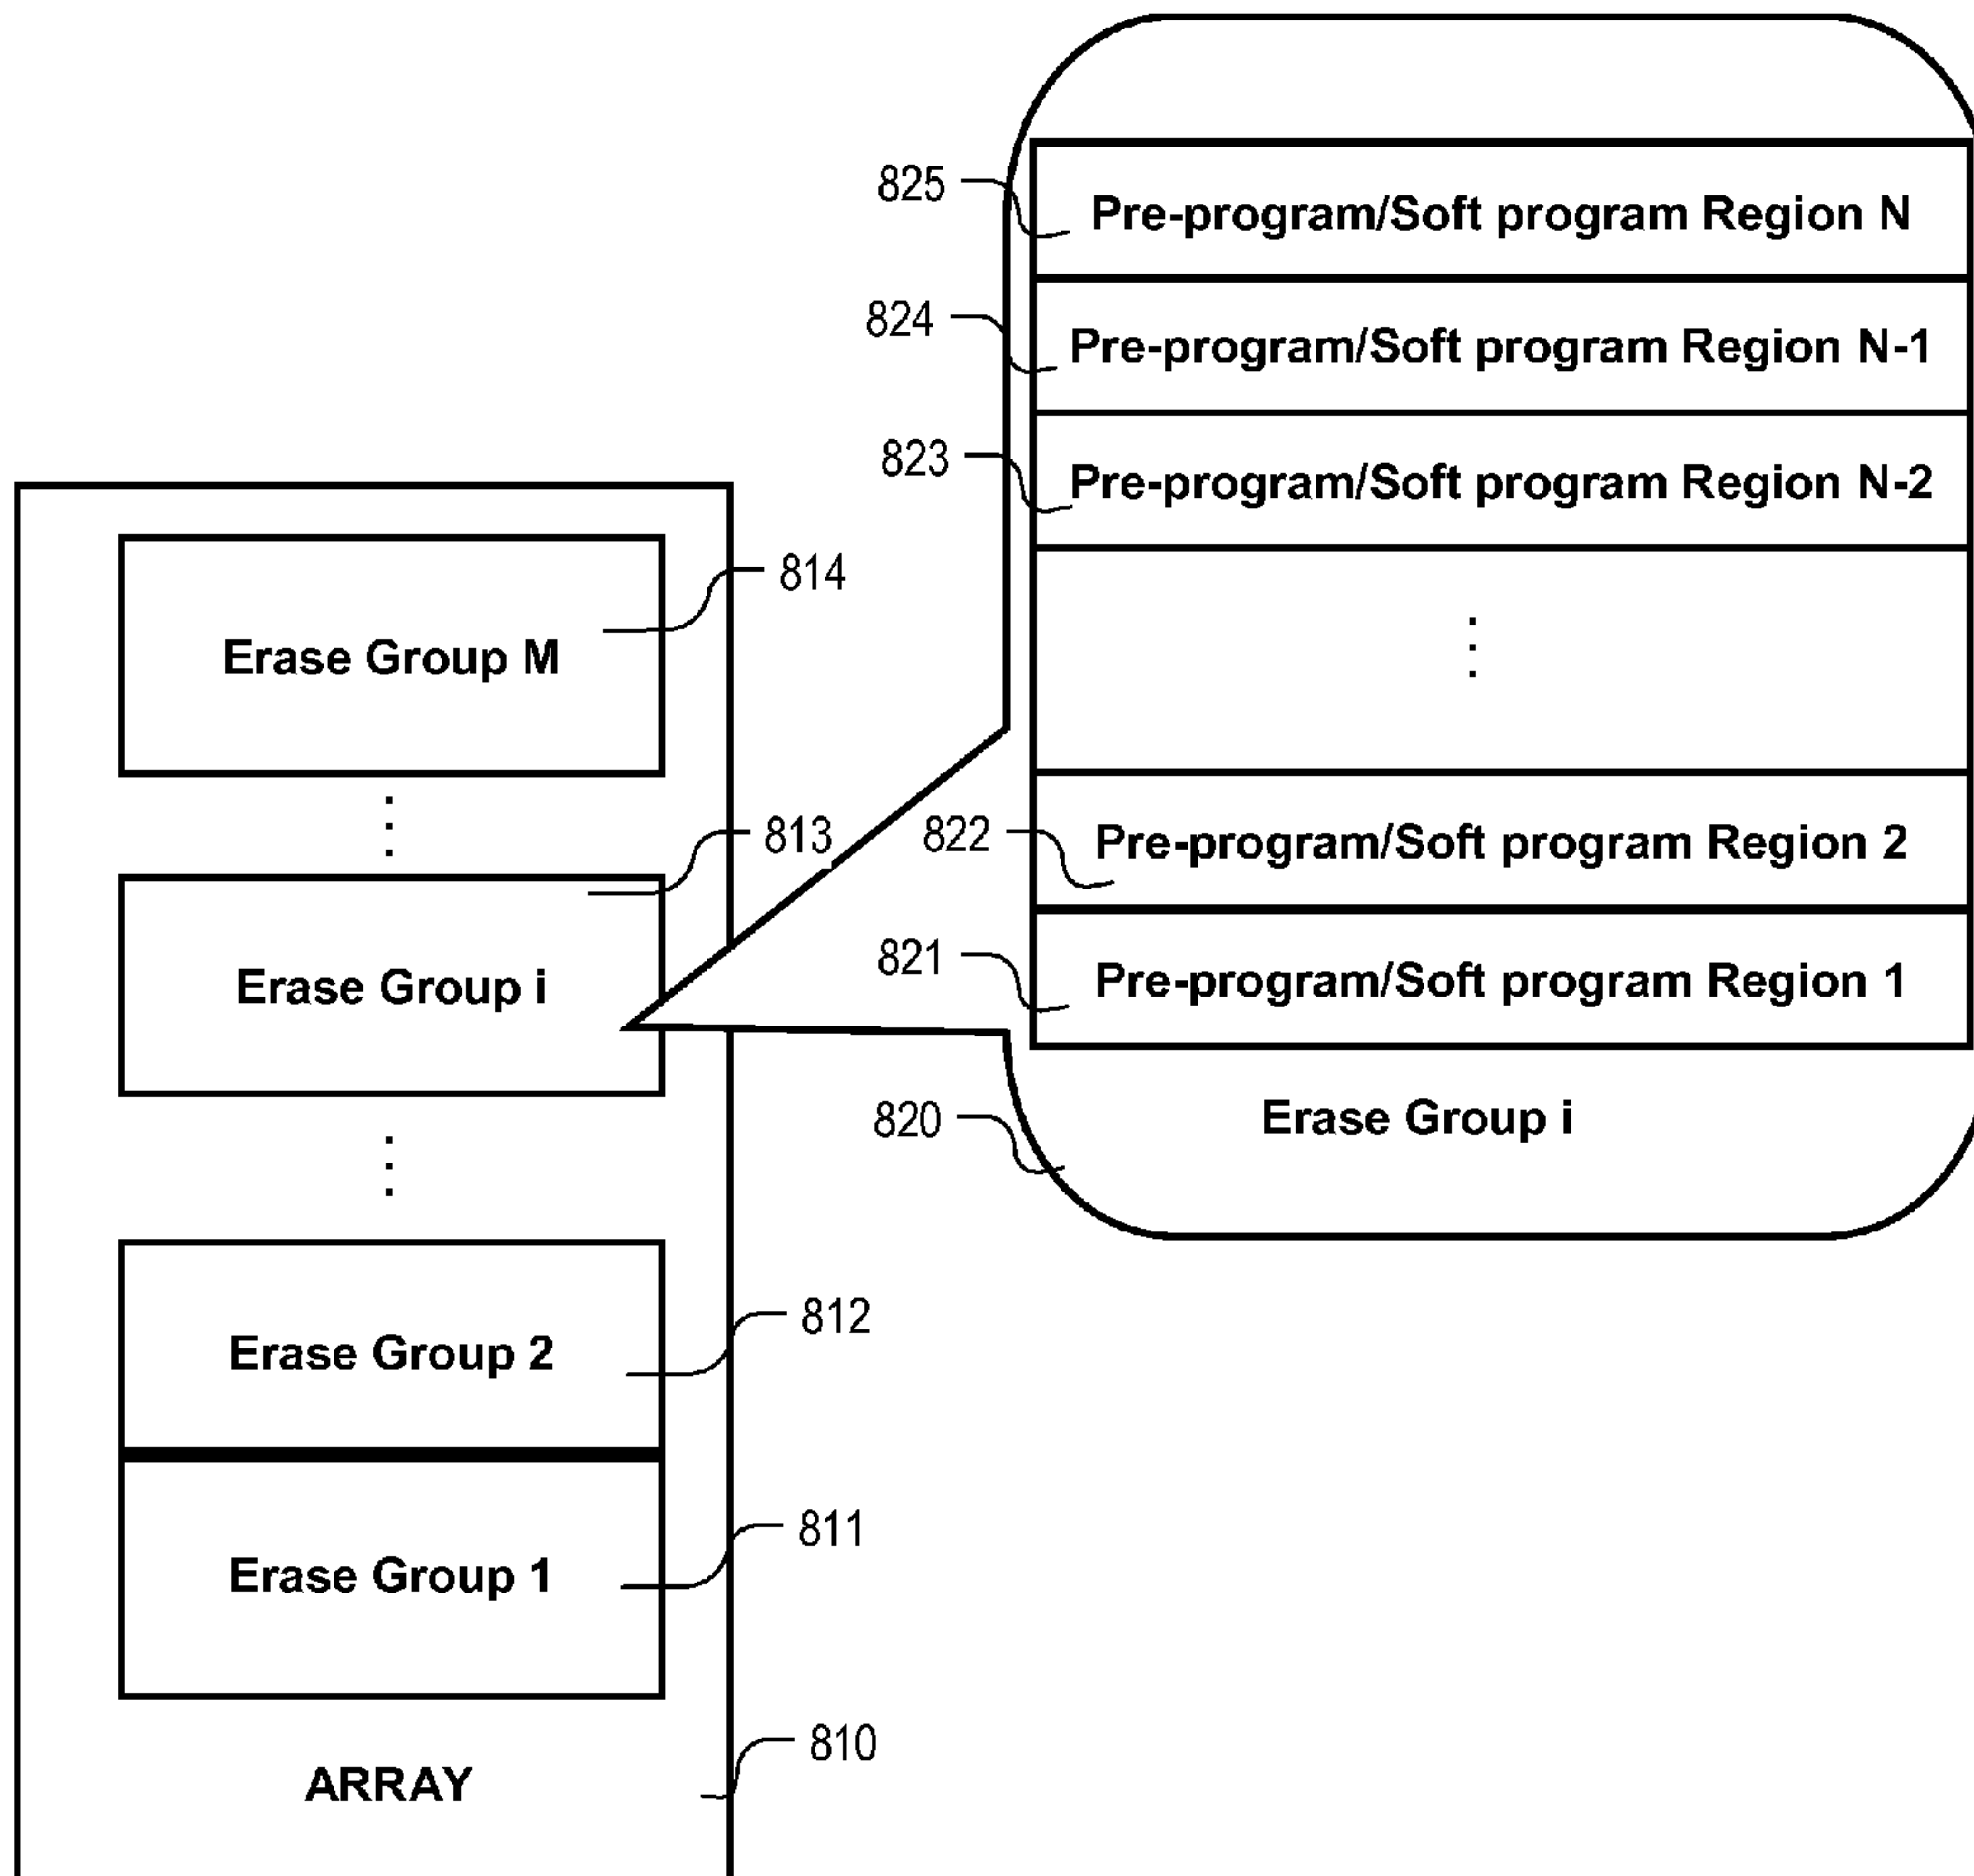 825
Pre-program/Soft program Region N
824
Pre-program/Soft program Region N-1
823
Pre-program/Soft program Region N-2
⋮
822
Pre-program/Soft program Region 2
821
Pre-program/Soft program Region 1
820
Erase Group i
814
Erase Group M
⋮
813
Erase Group i
⋮
812
Erase Group 2
811
Erase Group 1
810
ARRAY